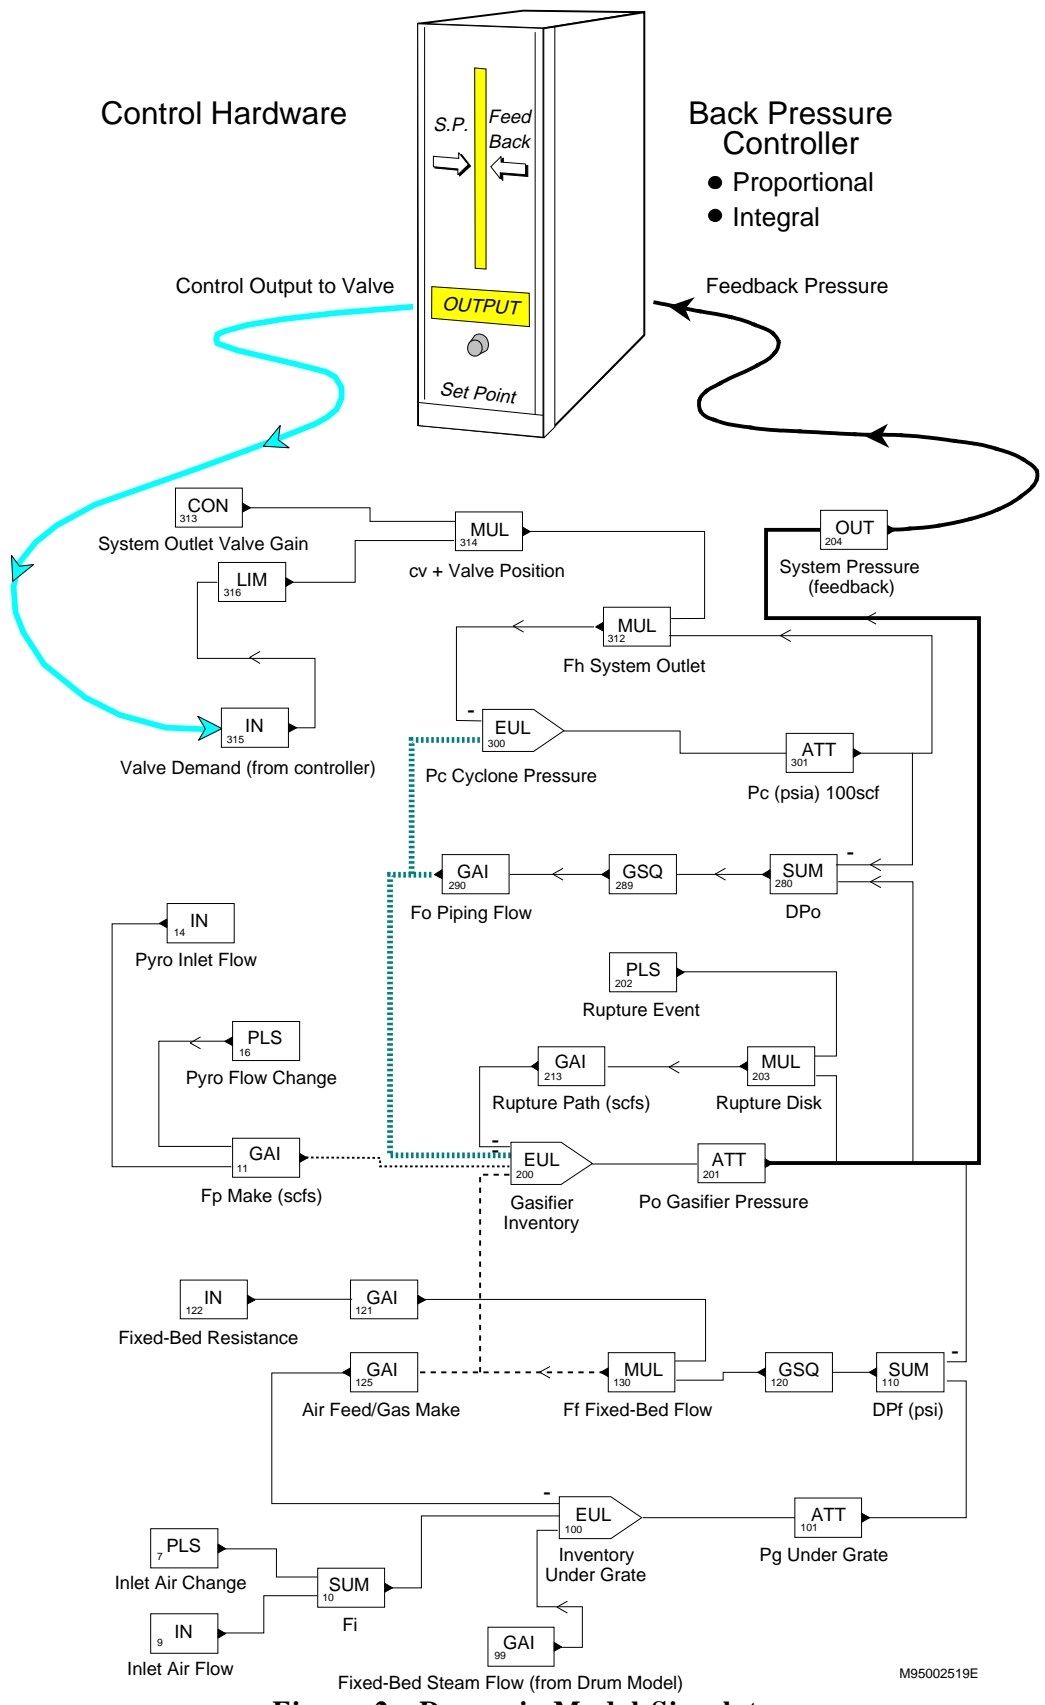 Control Hardware
S.P.
Feed
Back
Back Pressure
Controller
● Proportional
● Integral
Control Output to Valve
OUTPUT
Feedback Pressure
Set Point
CON
313
System Outlet Valve Gain
MUL
314
cv + Valve Position
OUT
204
System Pressure
(feedback)
LIM
316
MUL
312
Fh System Outlet
IN
315
Valve Demand (from controller)
-
EUL
300
Pc Cyclone Pressure
ATT
301
Pc (psia) 100scf
GAI
290
Fo Piping Flow
GSQ
289
-
SUM
280
DPo
IN
14
Pyro Inlet Flow
PLS
202
Rupture Event
PLS
16
Pyro Flow Change
GAI
213
Rupture Path (scfs)
MUL
203
Rupture Disk
GAI
11
Fp Make (scfs)
-
-
EUL
200
Gasifier
Inventory
ATT
201
Po Gasifier Pressure
IN
122
Fixed-Bed Resistance
GAI
121
GAI
125
Air Feed/Gas Make
MUL
130
Ff Fixed-Bed Flow
GSQ
120
-
SUM
110
DPf (psi)
-
EUL
100
Inventory
Under Grate
ATT
101
Pg Under Grate
PLS
7
Inlet Air Change
SUM
10
Fi
IN
9
Inlet Air Flow
GAI
99
Fixed-Bed Steam Flow (from Drum Model)
M95002519E